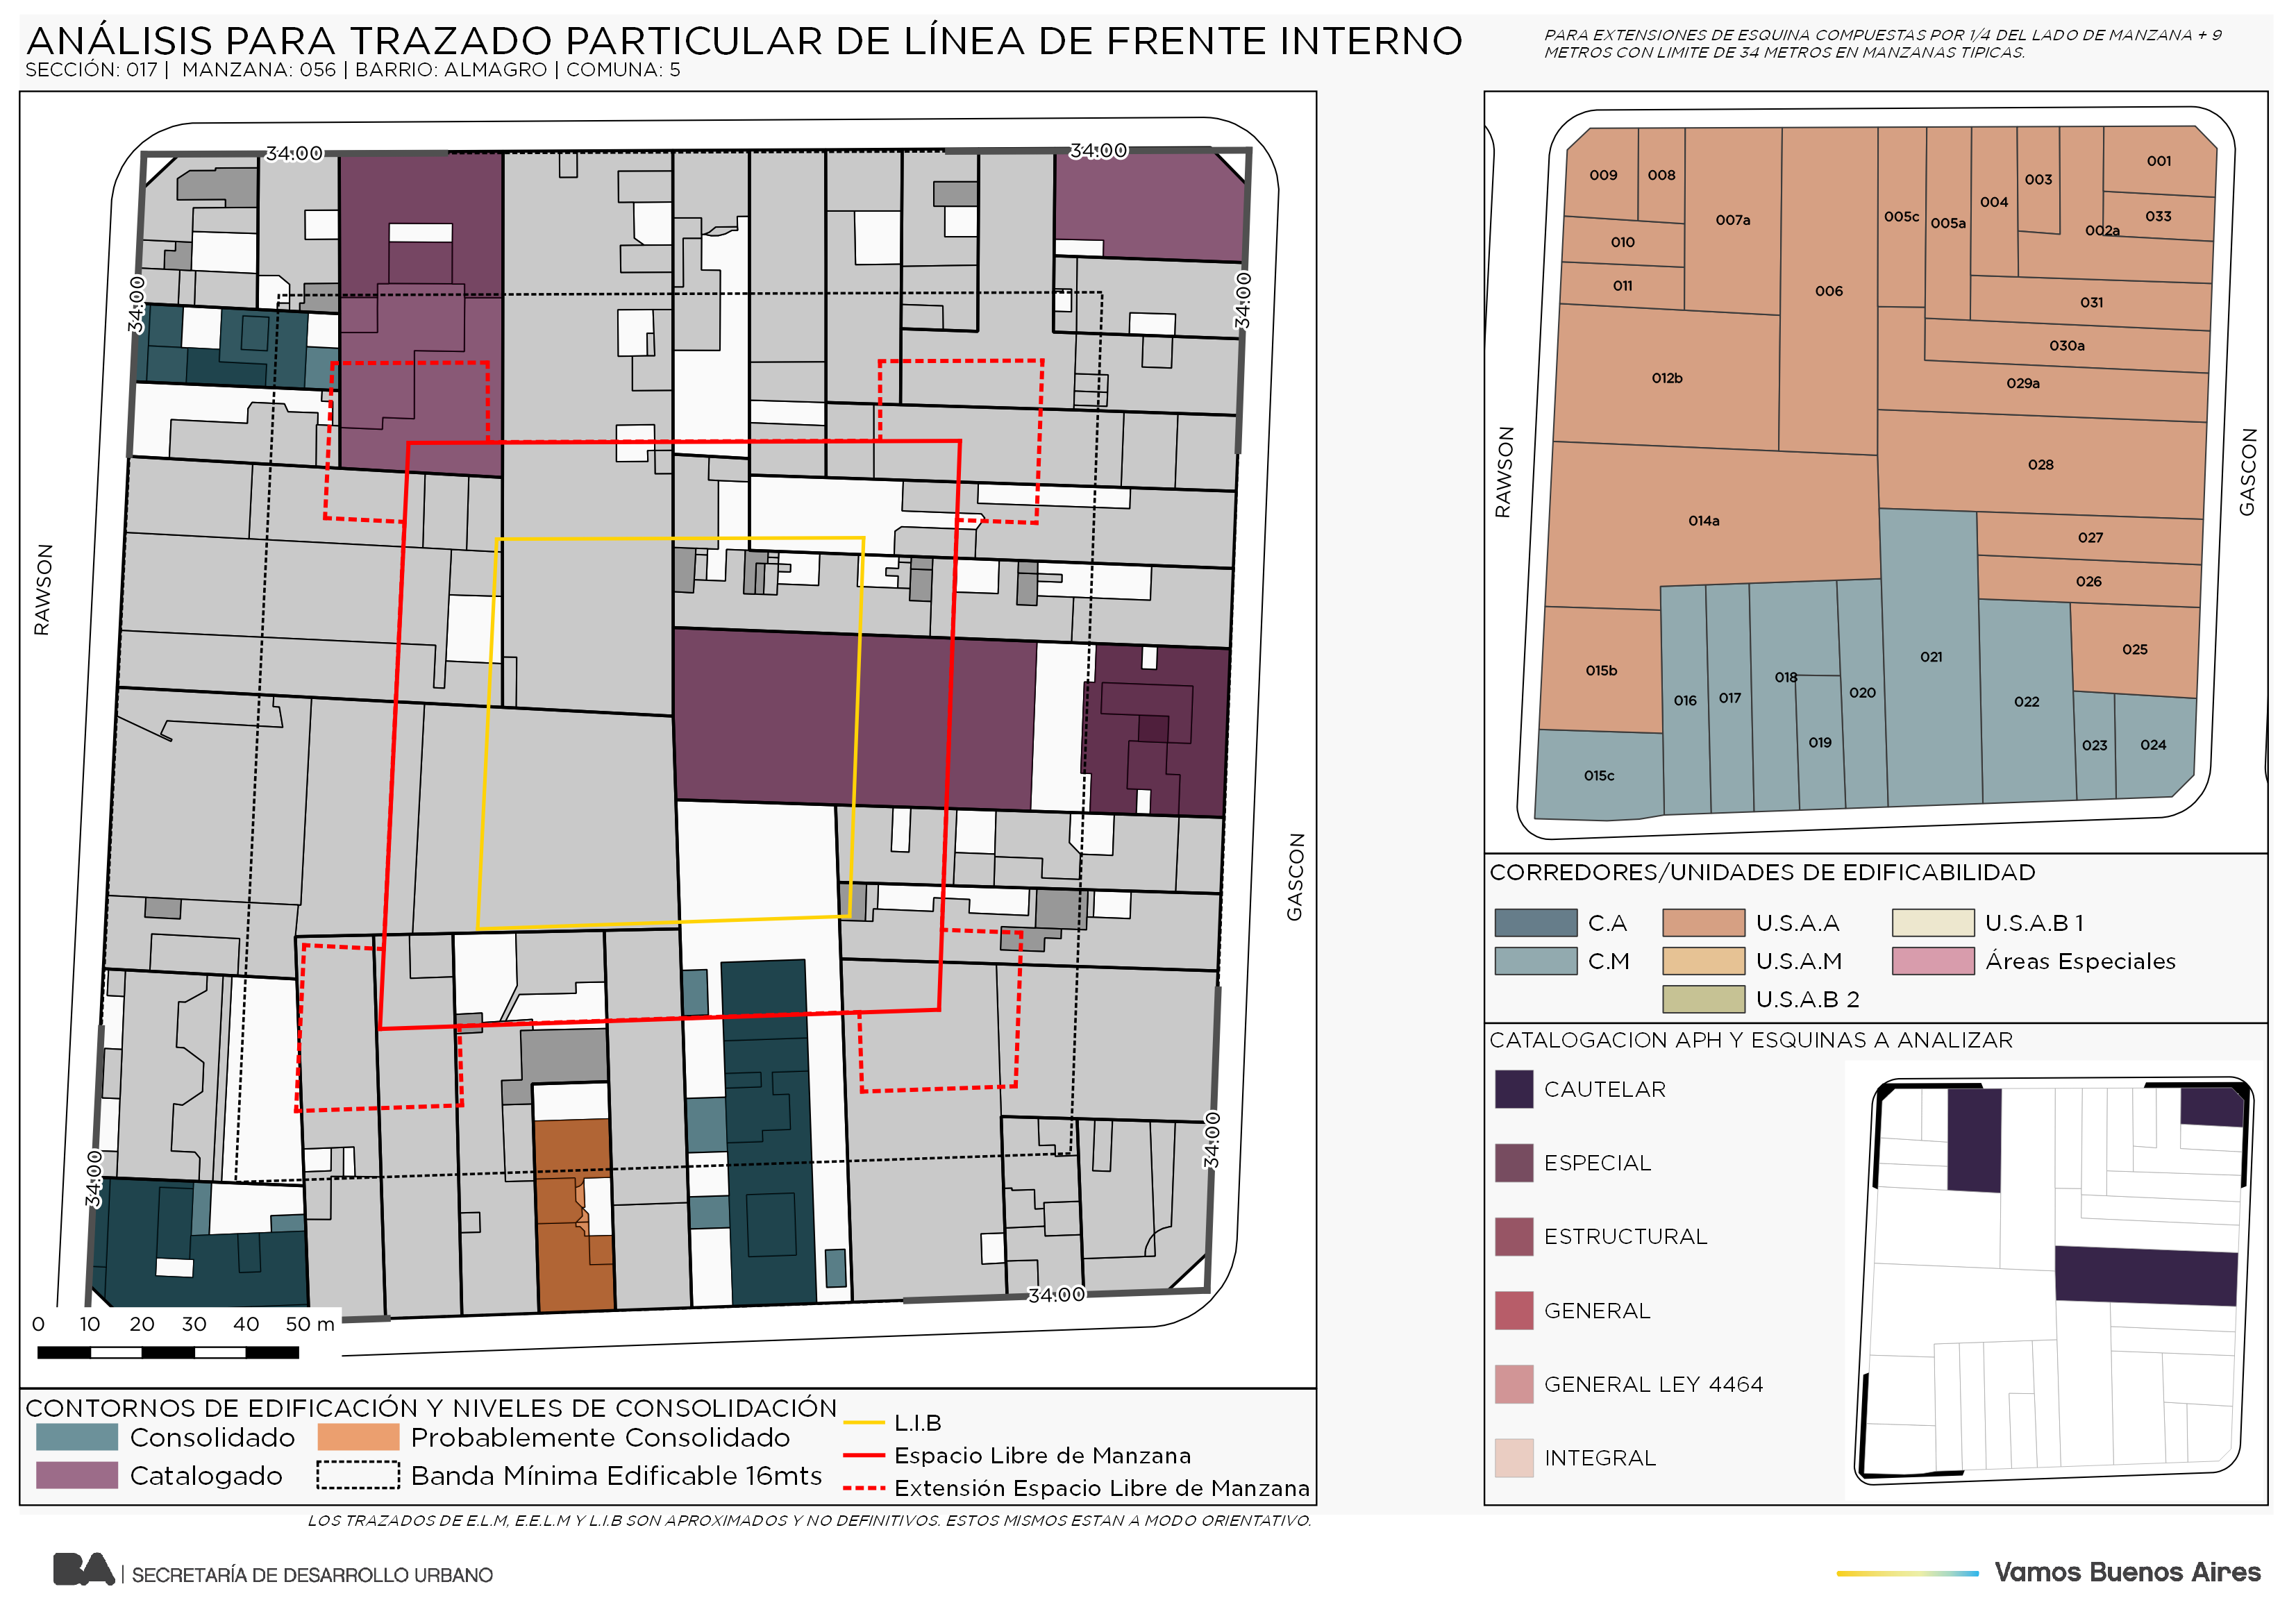 ANÁLISIS PARA TRAZADO PARTICULAR DE LÍNEA DE FRENTE INTERNO
SECCIÓN: 017 | MANZANA: 056 | BARRIO: ALMAGRO | COMUNA: 5
PARA EXTENSIONES DE ESQUINA COMPUESTAS POR 1/4 DEL LADO DE MANZANA + 9
METROS CON LIMITE DE 34 METROS EN MANZANAS TIPICAS.
34:00
34:00
34:00
34:00
RAWSON
GASCON
34:00
34:00
34:00
0 10 20 30 40 50 m
009
008
007a
006
005c
005a
004
003
002a
001
033
010
011
031
030a
029a
012b
028
014a
027
026
015b
025
016
017
018
019
020
021
022
023
024
015c
RAWSON
GASCON
CONTORNOS DE EDIFICACIÓN Y NIVELES DE CONSOLIDACIÓN
Consolidado
Probablemente Consolidado
Catalogado
Banda Mínima Edificable 16mts
L.I.B
Espacio Libre de Manzana
Extensión Espacio Libre de Manzana
CORREDORES/UNIDADES DE EDIFICABILIDAD
C.A
U.S.A.A
U.S.A.B 1
C.M
U.S.A.M
Áreas Especiales
U.S.A.B 2
CATALOGACION APH Y ESQUINAS A ANALIZAR
CAUTELAR
ESPECIAL
ESTRUCTURAL
GENERAL
GENERAL LEY 4464
INTEGRAL
LOS TRAZADOS DE E.L.M, E.E.L.M Y L.I.B SON APROXIMADOS Y NO DEFINITIVOS. ESTOS MISMOS ESTAN A MODO ORIENTATIVO.
BA | SECRETARÍA DE DESARROLLO URBANO
Vamos Buenos Aires